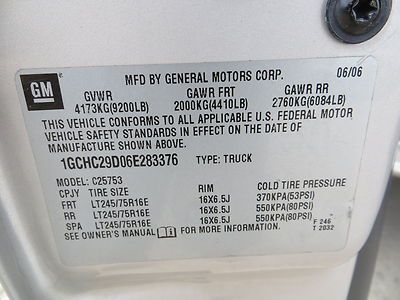 GM
MFD BY GENERAL MOTORS CORP. 06/06
GVWR GAWR FRT GAWR RR
4173KG(9200LB) 2000KG(4410LB) 2760KG(6084LB)
THIS VEHICLE CONFORMS TO ALL APPLICABLE U.S. FEDERAL MOTOR
VEHICLE SAFETY STANDARDS IN EFFECT ON THE DATE OF
MANUFACTURE SHOWN ABOVE.
1GCHC29D06E283376 TYPE: TRUCK
MODEL: C25753
CPJY TIRE SIZE RIM COLD TIRE PRESSURE
FRT LT245/75R16E 16X6.5J 370KPA(53PSI)
RR LT245/75R16E 16X6.5J 550KPA(80PSI)
SPA LT245/75R16E 16X6.5J 550KPA(80PSI)
SEE OWNER'S MANUAL FOR ADDITIONAL INFORMATION. F 246
T 2032